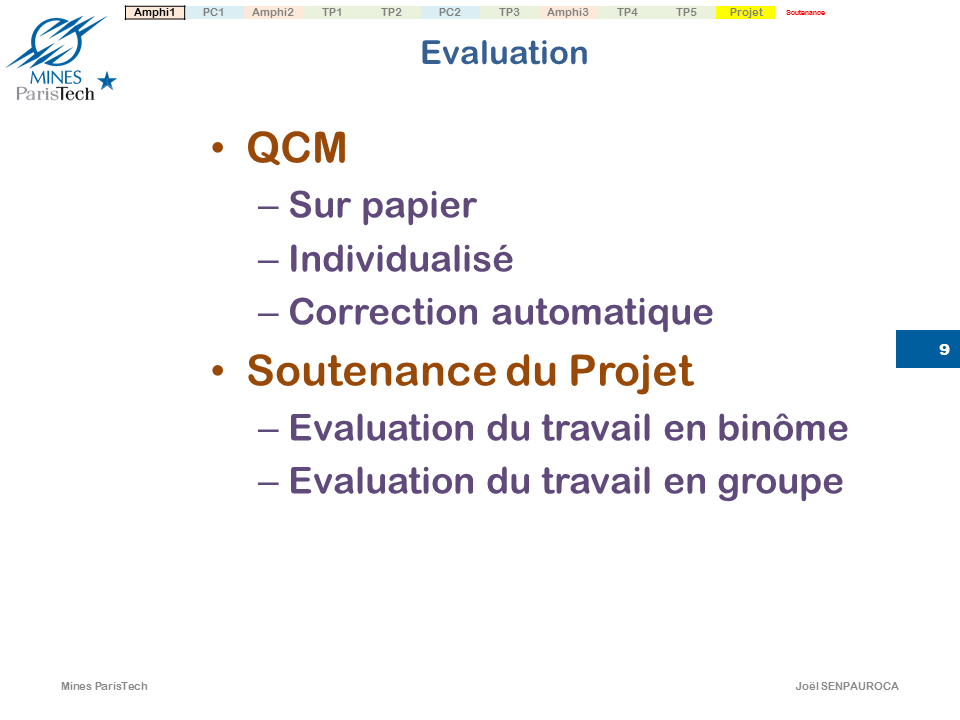 Amphi1 PC1 Amphi2 TP1 TP2 PC2 TP3 Amphi3 TP4 TP5 Projet Soutenance
MINES
ParisTech
Evaluation
• QCM
– Sur papier
– Individualisé
– Correction automatique
• Soutenance du Projet
– Evaluation du travail en binôme
– Evaluation du travail en groupe
9
Mines ParisTech
Joël SENPAUROCA